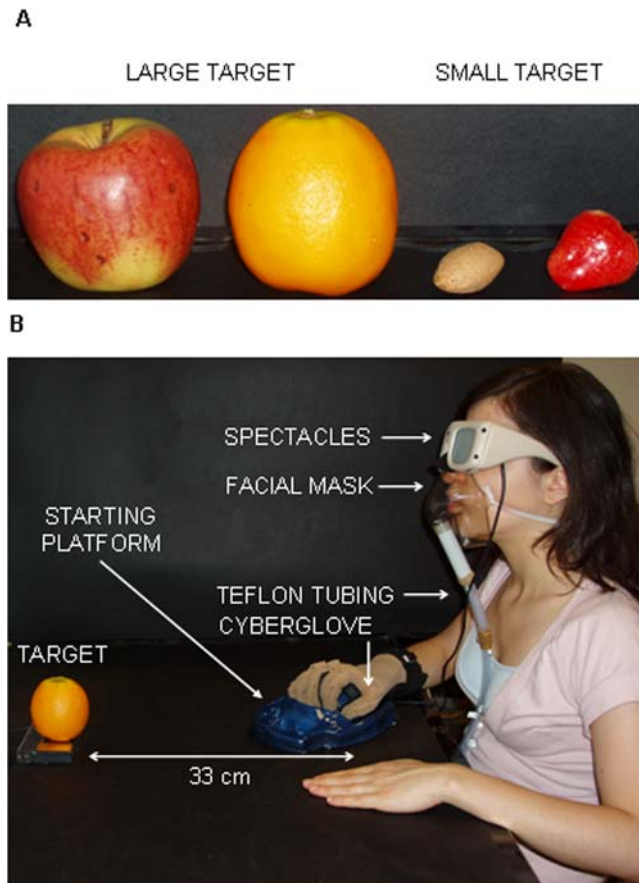 A
LARGE TARGET
SMALL TARGET
B
SPECTACLES
FACIAL MASK
STARTING
PLATFORM
TEFLON TUBING
CYBERGLOVE
TARGET
33 cm